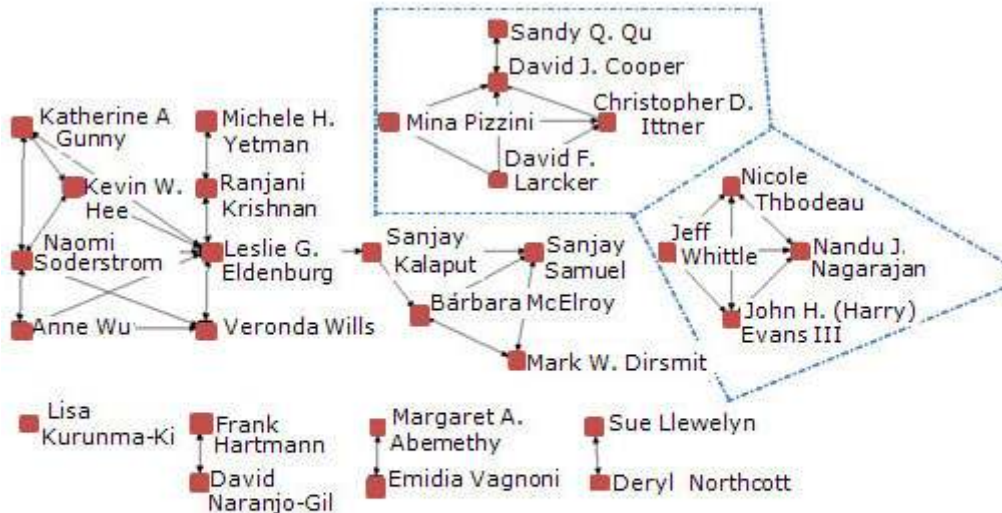 Sandy Q. Qu
David J. Cooper
Christopher D.
Ittner
Mina Pizzini
David F.
Larcker
Katherine A
Gunny
Michele H.
Yetman
Kevin W.
Hee
Ranjani
Krishnan
Naomi
Soderstrom
Leslie G.
Eldenburg
Anne Wu
Veronda Wills
Sanjay
Kalaput
Sanjay
Samuel
Bárbara McElroy
Mark W. Dirsmit
Nicole
Thbodeau
Jeff
Whittle
Nandu J.
Nagarajan
John H. (Harry)
Evans III
Lisa
Kurunma-Ki
Frank
Hartmann
David
Naranjo-Gil
Margaret A.
Abemethy
Emidia Vagnoni
Sue Llewelyn
Deryl Northcott